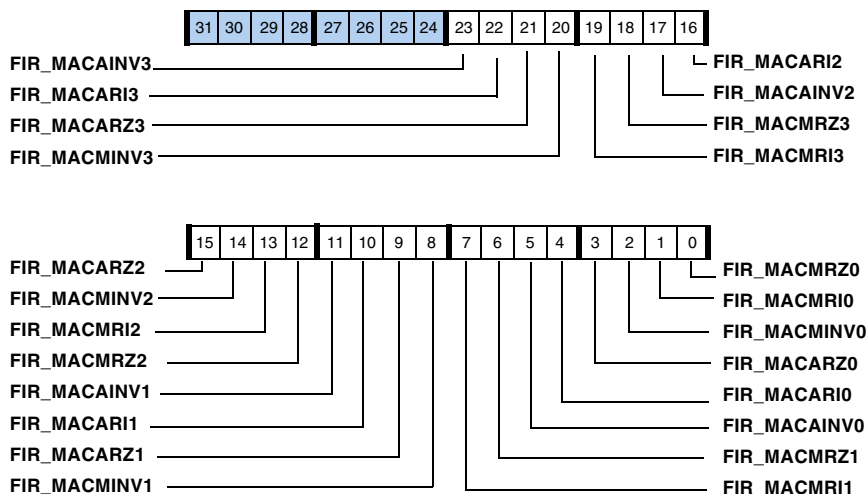 31 30 29 28 27 26 25 24 23 22 21 20 19 18 17 16
FIR_MACAINV3
FIR_MACARI3
FIR_MACARZ3
FIR_MACMINV3
FIR_MACARI2
FIR_MACAINV2
FIR_MACMRZ3
FIR_MACMRI3
15 14 13 12 11 10 9 8 7 6 5 4 3 2 1 0
FIR_MACARZ2
FIR_MACMINV2
FIR_MACMRI2
FIR_MACMRZ2
FIR_MACAINV1
FIR_MACARI1
FIR_MACARZ1
FIR_MACMINV1
FIR_MACMRZ0
FIR_MACMRI0
FIR_MACMINV0
FIR_MACARZ0
FIR_MACARI0
FIR_MACAINV0
FIR_MACMRZ1
FIR_MACMRI1